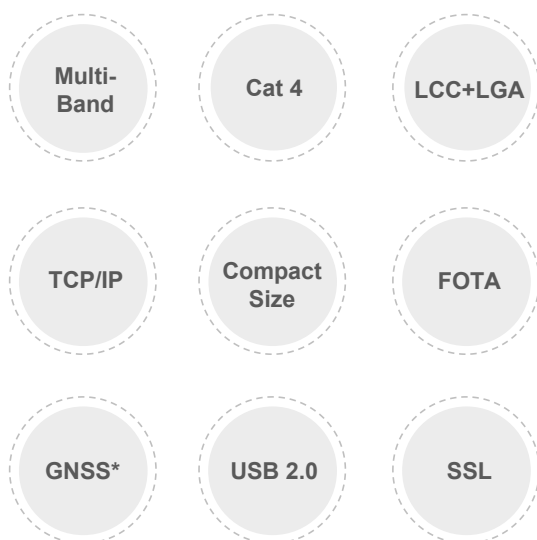 Multi-
Band
Cat 4
LCC+LGA
TCP/IP
Compact
Size
FOTA
GNSS*
USB 2.0
SSL